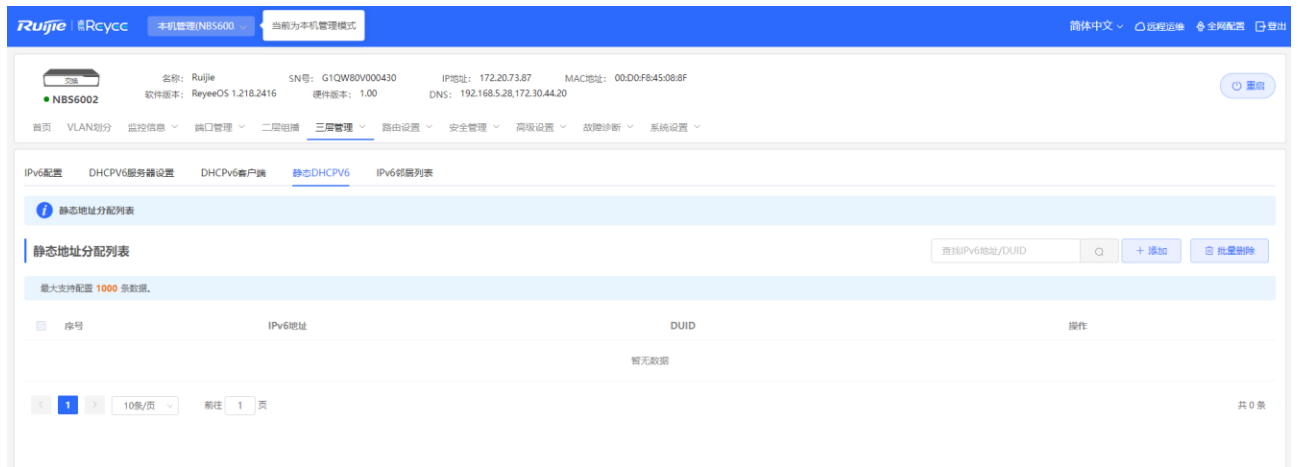 Ruijie | Reyee 本机管理(NBS600. 当前为本机管理模式 简体中文 远程运维 全网配置 登出
交换
NBS6002
名称: Ruijie SN号: G1QW80V000430 IP地址: 172.20.73.87 MAC地址: 00:D0:F8:45:08:8F
软件版本: ReyeeOS 1.218.2416 硬件版本: 1.00 DNS: 192.168.5.28,172.30.44.20
重启
首页 VLAN划分 监控信息 端口管理 二层组播 三层管理 路由设置 安全管理 高级设置 故障诊断 系统设置
IPv6配置 DHCPV6服务器设置 DHCPv6客户端 静态DHCPV6 IPv6邻居列表
i 静态地址分配列表
静态地址分配列表 查找IPv6地址/DUID + 添加 批量删除
最大支持配置 1000 条数据。
序号 IPv6地址 DUID 操作
暂无数据
< 1 > 10条/页 前往 1 页 共 0 条